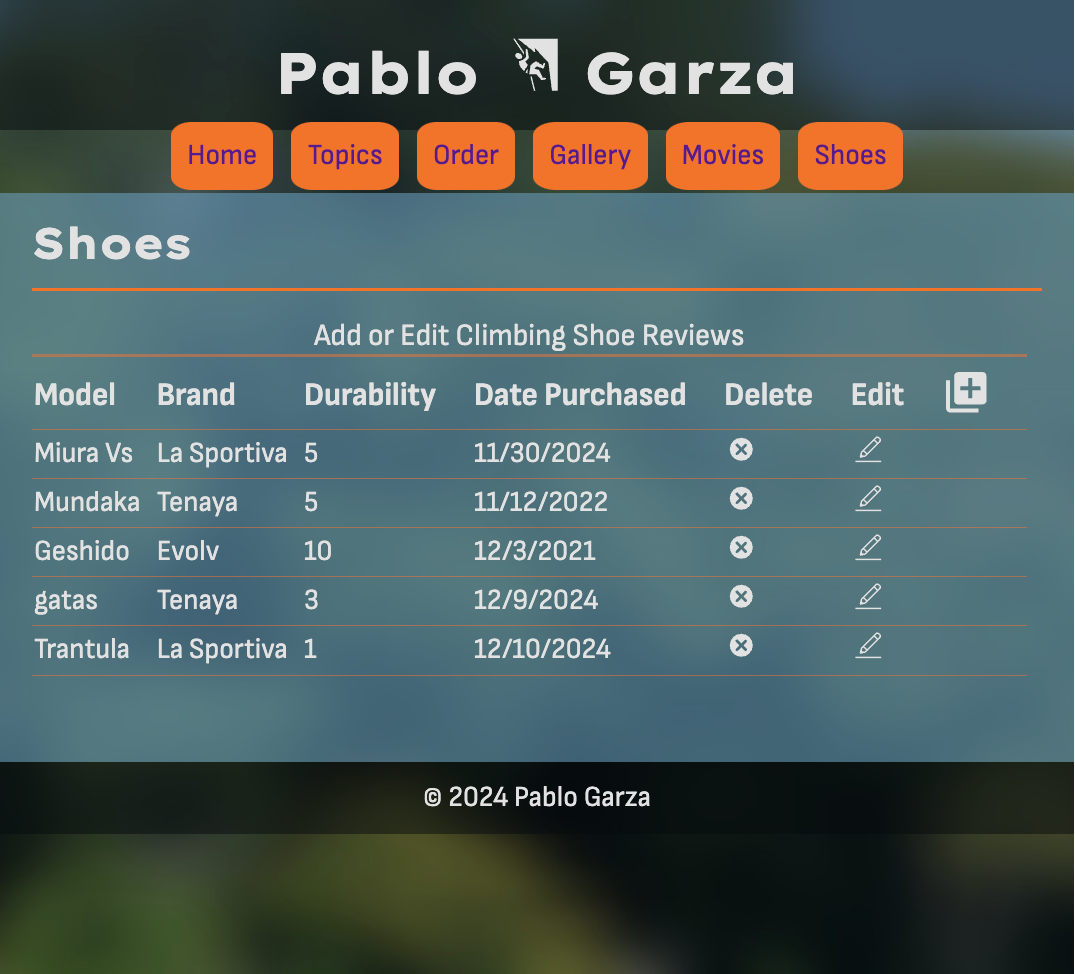 Pablo Garza
Home Topics Order Gallery Movies Shoes
Shoes
Add or Edit Climbing Shoe Reviews
Model Brand Durability Date Purchased Delete Edit
Miura Vs La Sportiva 5 11/30/2024
Mundaka Tenaya 5 11/12/2022
Geshido Evolv 10 12/3/2021
gatas Tenaya 3 12/9/2024
Trantula La Sportiva 1 12/10/2024
© 2024 Pablo Garza